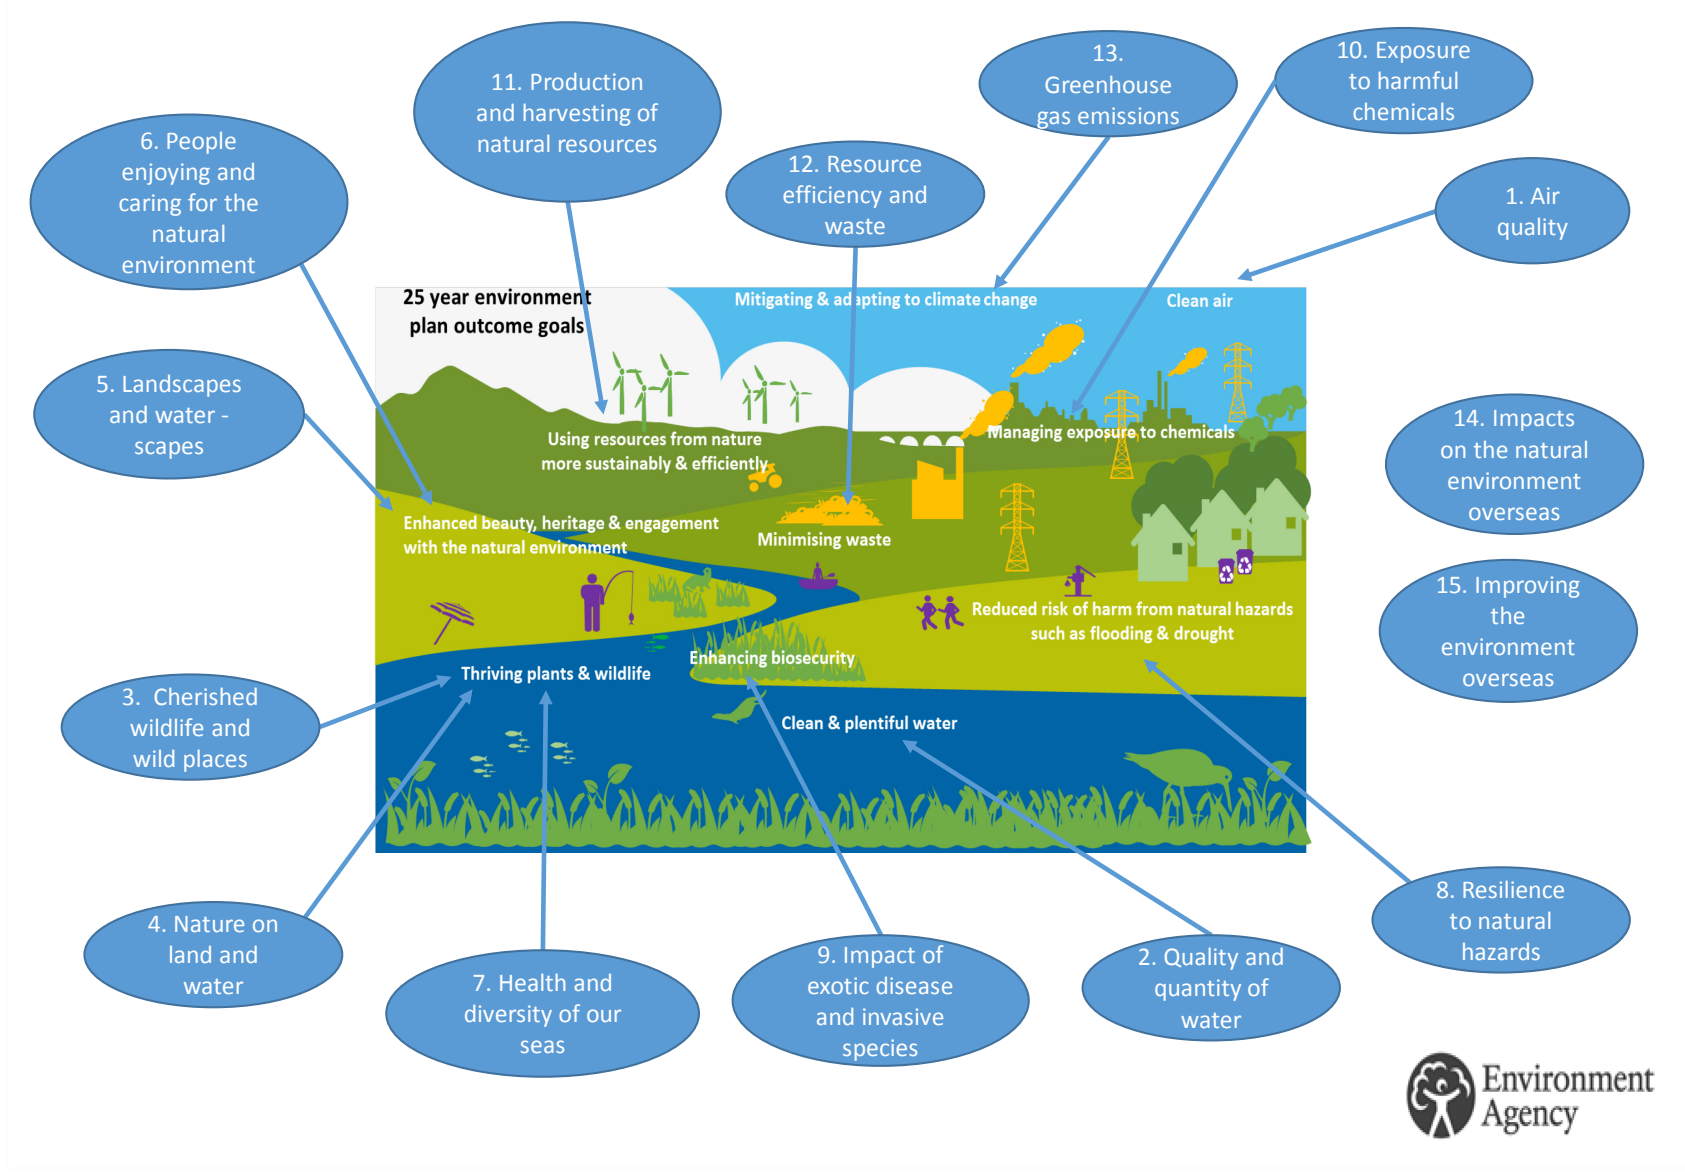 11. Production
and harvesting of
natural resources
13.
Greenhouse
gas emissions
10. Exposure
to harmful
chemicals
6. People
enjoying and
caring for the
natural
environment
12. Resource
efficiency and
waste
1. Air
quality
25 year environment
plan outcome goals
Mitigating & adapting to climate change
Clean air
5. Landscapes
and water -
scapes
Using resources from nature
more sustainably & efficiently
Managing exposure to chemicals
14. Impacts
on the natural
environment
overseas
Enhanced beauty, heritage & engagement
with the natural environment
Minimising waste
15. Improving
the
environment
overseas
Reduced risk of harm from natural hazards
such as flooding & drought
Enhancing biosecurity
Thriving plants & wildlife
3.  Cherished
wildlife and
wild places
Clean & plentiful water
4. Nature on
land and
water
7. Health and
diversity of our
seas
9. Impact of
exotic disease
and invasive
species
2. Quality and
quantity of
water
8. Resilience
to natural
hazards
Environment
Agency